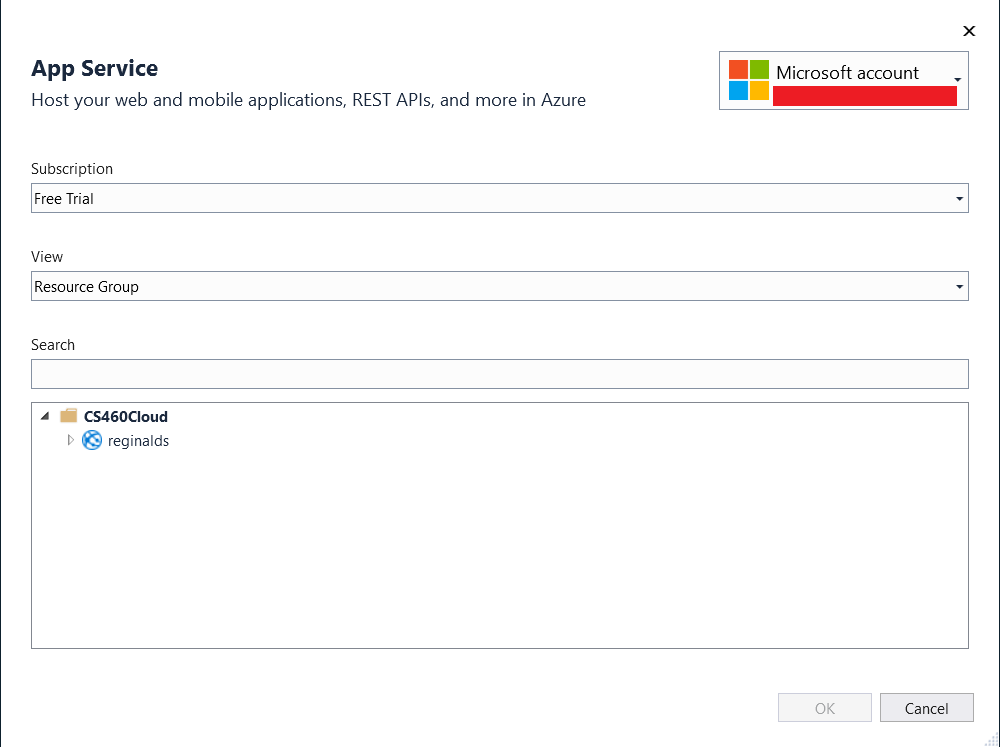 App Service
Host your web and mobile applications, REST APIs, and more in Azure
Microsoft account
Subscription
Free Trial
View
Resource Group
Search
CS460Cloud
reginalds
OK
Cancel